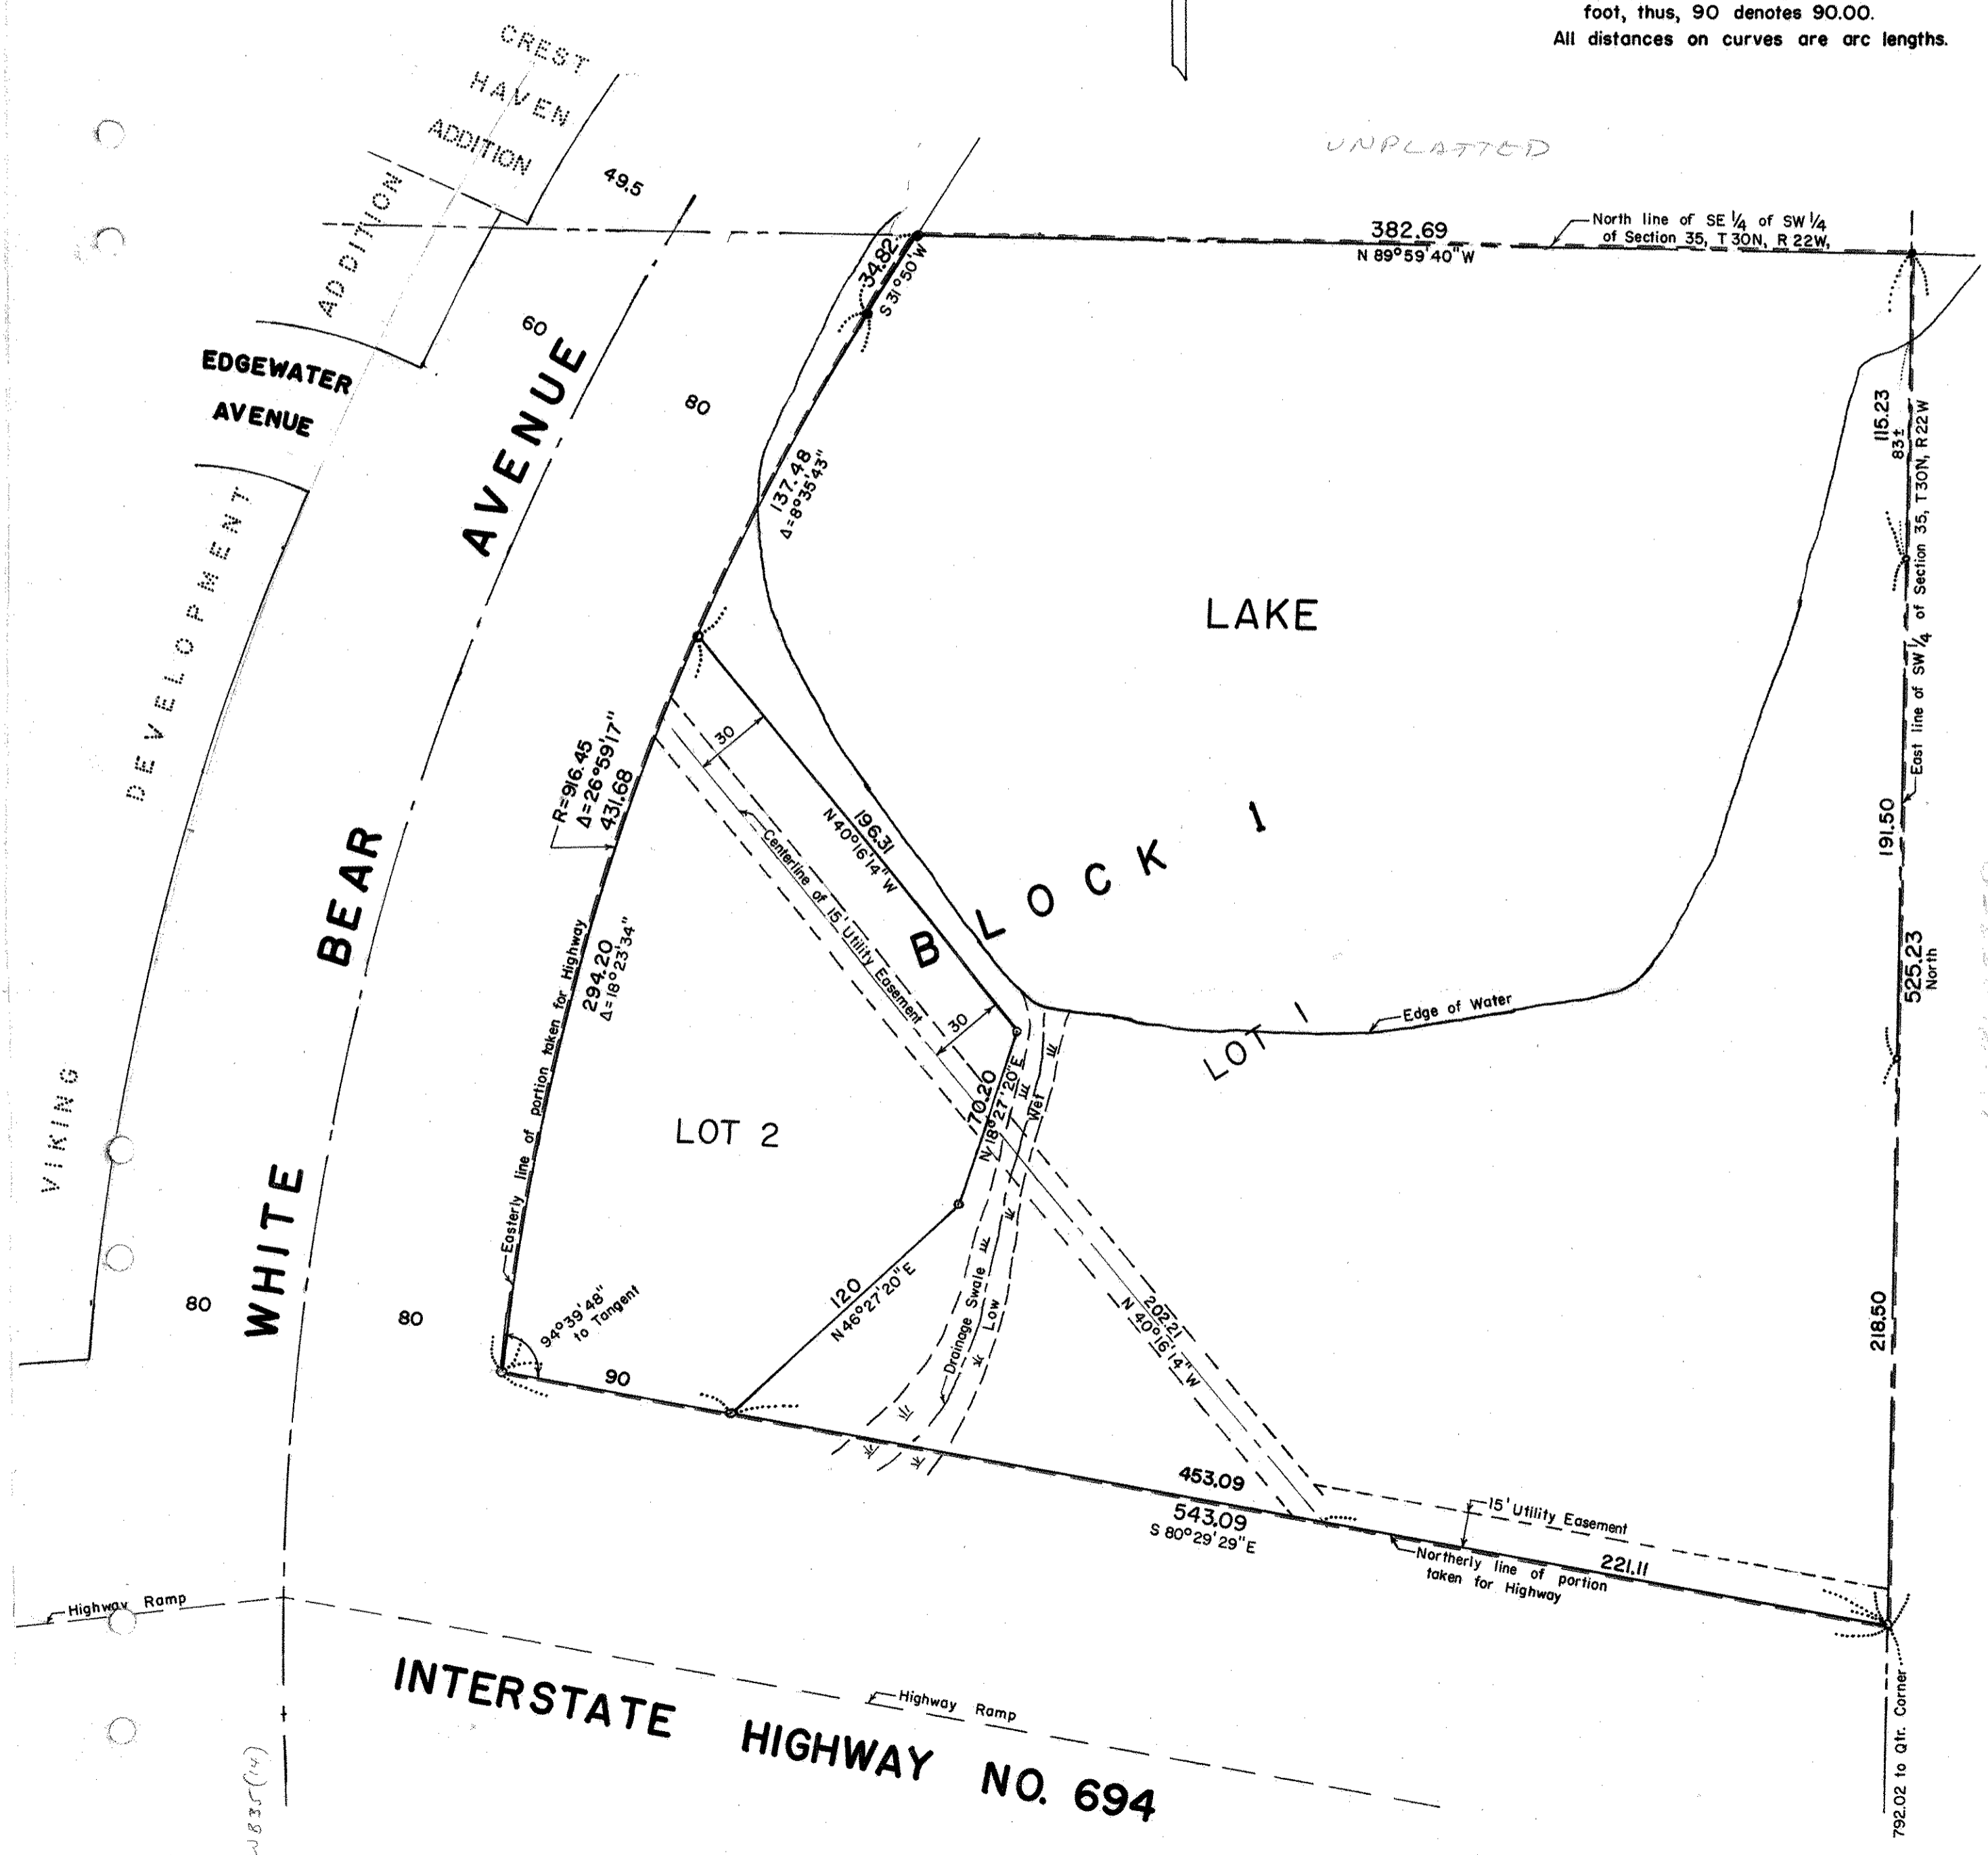 foot, thus, 90 denotes 90.00.
All distances on curves are arc lengths.
CREST
HAVEN
ADDITION
49.5
UNPLATTED
ADDITION
382.69
N 89°59'40"W
North line of SE 1/4 of SW 1/4
of Section 35, T 30N, R 22W,
34.82
S 31°50'W
60
80
EDGEWATER
AVENUE
WHITE BEAR AVENUE
137.48
Δ=8°35'43"
115.23
83±
East line of SW 1/4 of Section 35, T30N, R22W
LAKE
VIKING DEVELOPMENT
30
R=916.45
Δ=26°59'17"
431.68
196.31
N 40°16'14" W
Centerline of 15' Utility Easement
BLOCK 1
191.50
Easterly line of portion taken for Highway
294.20
Δ=18°23'34"
525.23
North
30
Edge of Water
LOT 1
70.20
N 18°27'20"E
Wet
LOT 2
80
80
94°39'48"
to Tangent
120
N 46°27'20"E
Drainage Swale
Low
202.21
N 40°16'14"W
218.50
90
453.09
543.09
S 80°29'29"E
15' Utility Easement
221.11
Northerly line of portion
taken for Highway
Highway Ramp
Highway Ramp
INTERSTATE HIGHWAY NO. 694
792.02 to Qtr. Corner